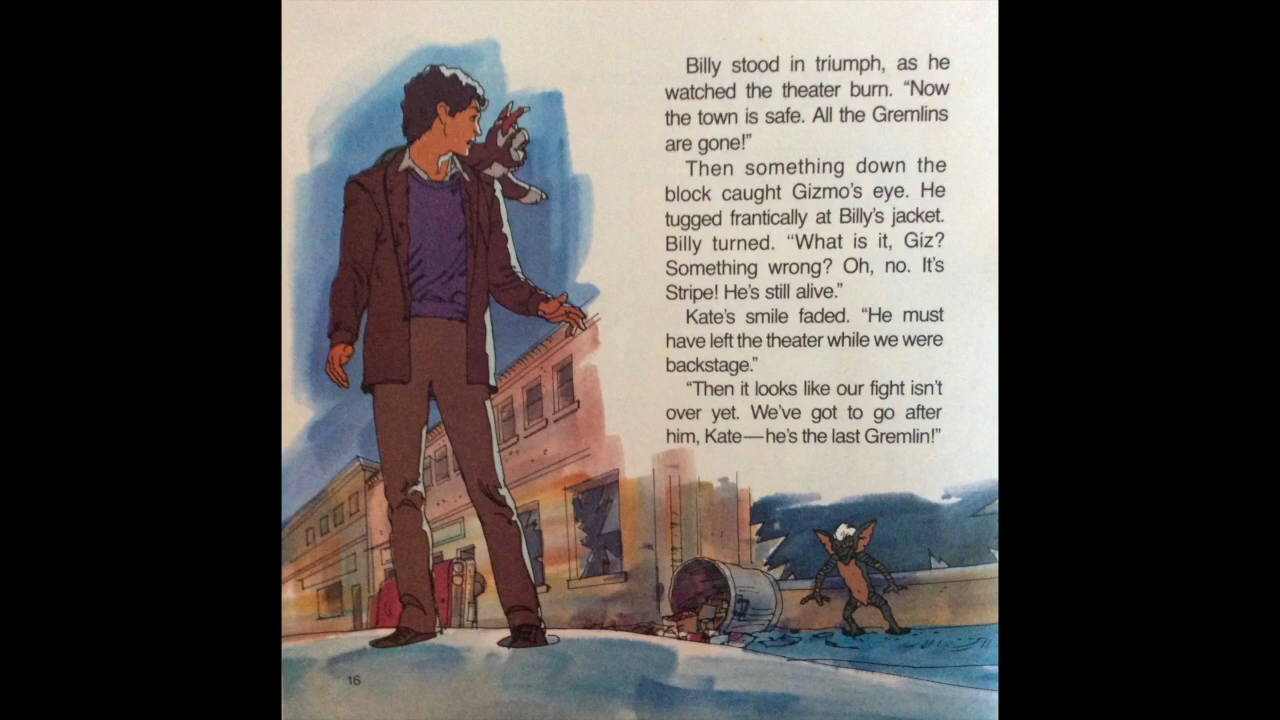 Billy stood in triumph, as he
watched the theater burn. “Now
the town is safe. All the Gremlins
are gone!”
Then something down the
block caught Gizmo’s eye. He
tugged frantically at Billy’s jacket.
Billy turned. “What is it, Giz?
Something wrong? Oh, no. It’s
Stripe! He’s still alive.”
Kate’s smile faded. “He must
have left the theater while we were
backstage.”
“Then it looks like our fight isn’t
over yet. We’ve got to go after
him, Kate—he’s the last Gremlin!”
16